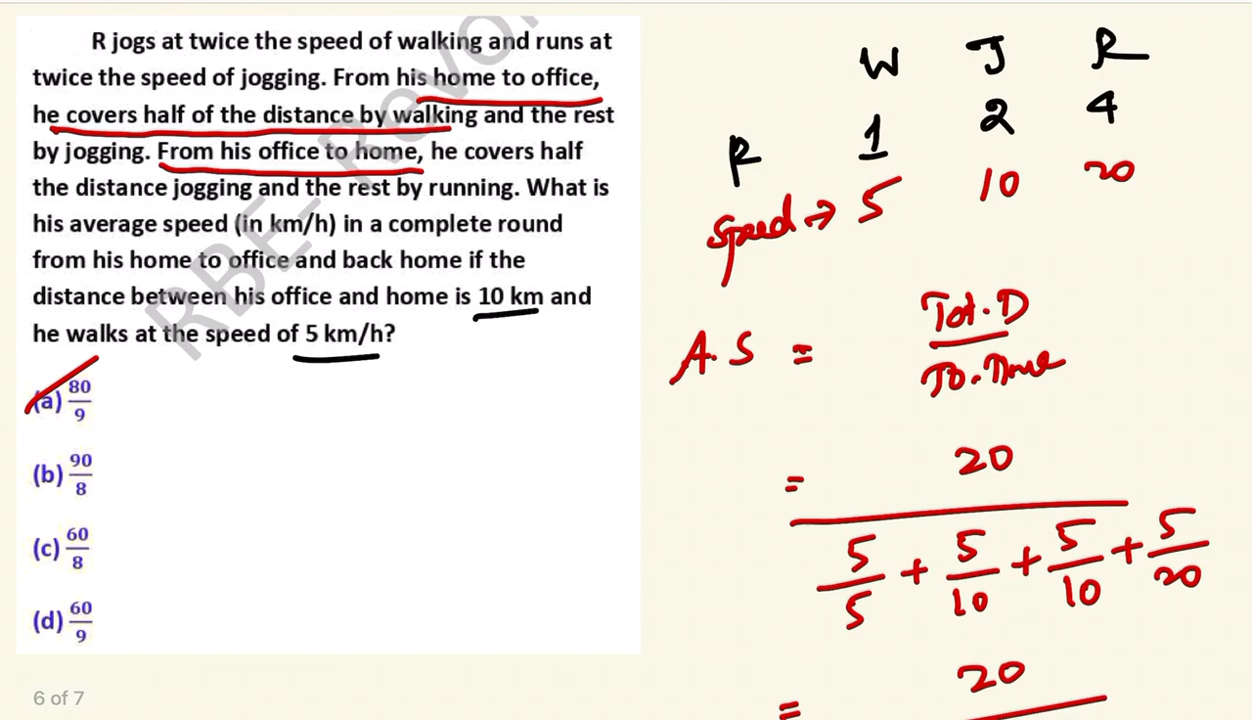 R jogs at twice the speed of walking and runs at
twice the speed of jogging. From his home to office,
he covers half of the distance by walking and the rest
by jogging. From his office to home, he covers half
the distance jogging and the rest by running. What is
his average speed (in km/h) in a complete round
from his home to office and back home if the
distance between his office and home is 10 km and
he walks at the speed of 5 km/h?
(a) 80/9
(b) 90/8
(c) 60/8
(d) 60/9
6 of 7
RBE-Revol
W J R
R 1 2 4
Speed → 5 10 20
A.S = Tot.D / To.Time
= 20 / 5/5 + 5/10 + 5/10 + 5/20
= 20